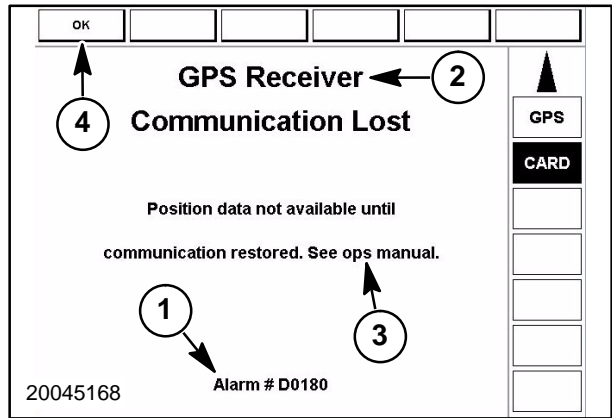 OK
GPS Receiver
2
4
Communication Lost
GPS
CARD
Position data not available until
communication restored. See ops manual.
1
3
Alarm # D0180
20045168